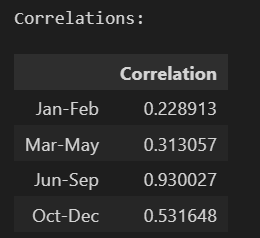 Correlations:
Correlation
Jan-Feb 0.228913
Mar-May 0.313057
Jun-Sep 0.930027
Oct-Dec 0.531648